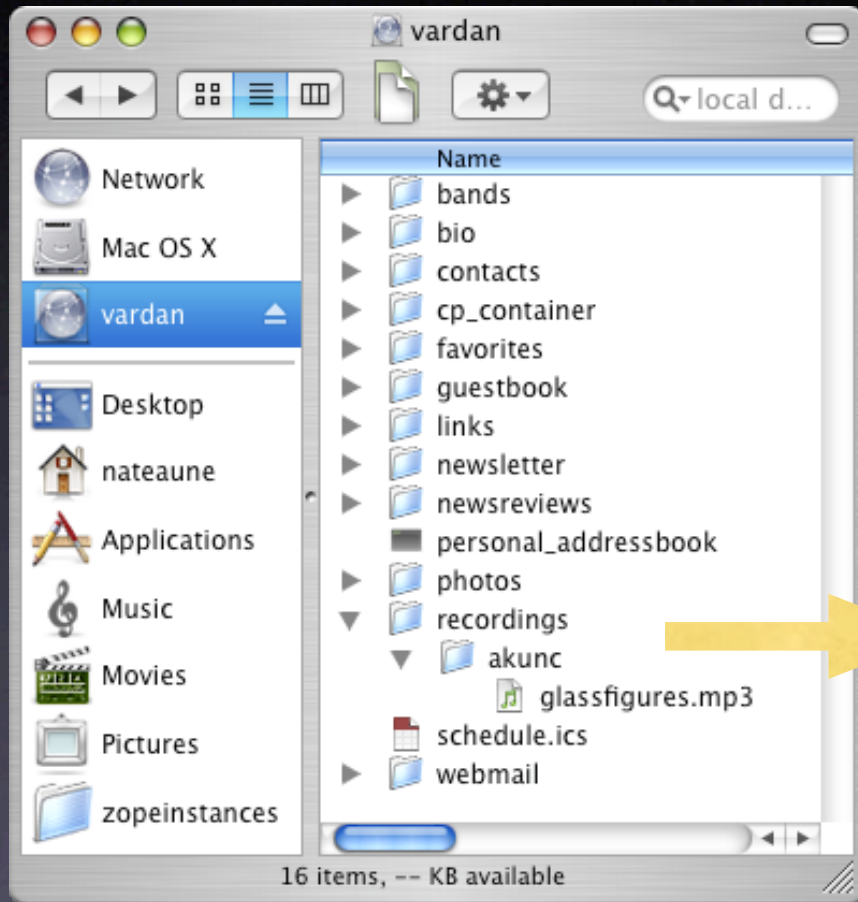 vardan
local d...
Network
Mac OS X
vardan
Desktop
nateaune
Applications
Music
Movies
Pictures
zopeinstances
Name
bands
bio
contacts
cp_container
favorites
guestbook
links
newsletter
newsreviews
personal_addressbook
photos
recordings
akunc
glassfigures.mp3
schedule.ics
webmail
16 items, -- KB available